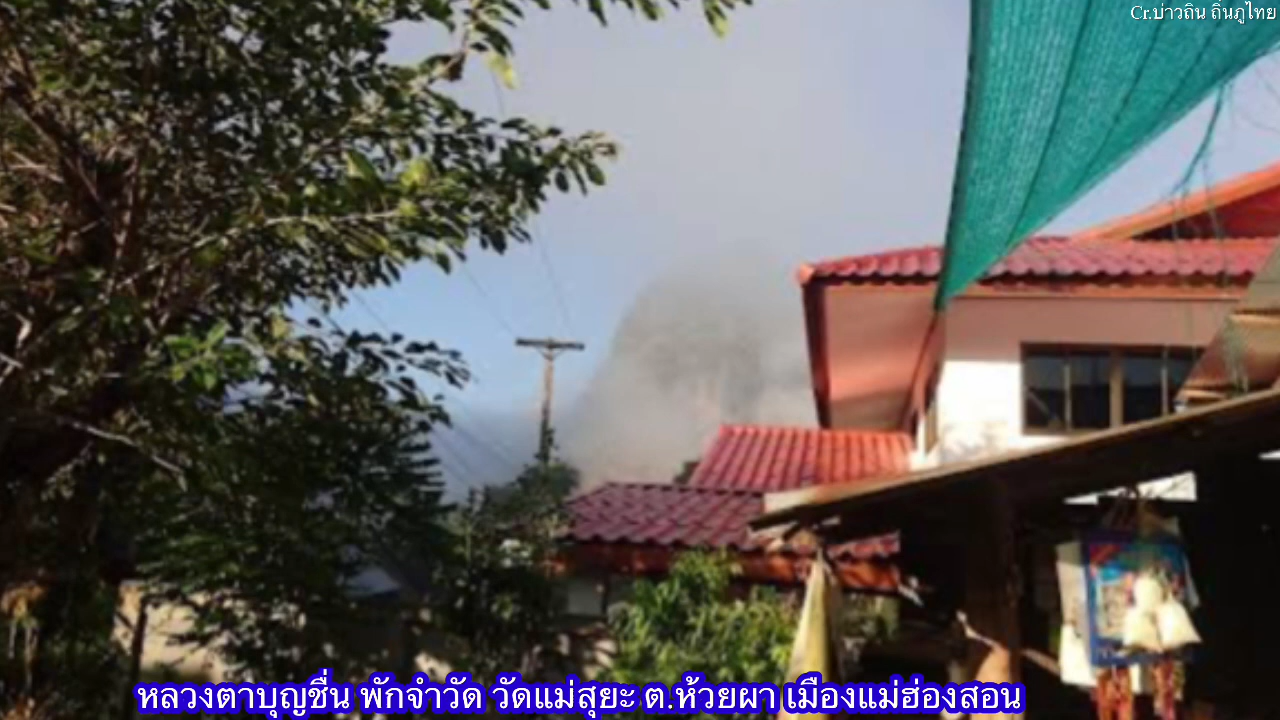 Cr.บ่าวถิน ถิ่นภูไทย
หลวงตาบุญชื่น พักจำวัด วัดแม่สุยะ ต.ห้วยผา เมืองแม่ฮ่องสอน